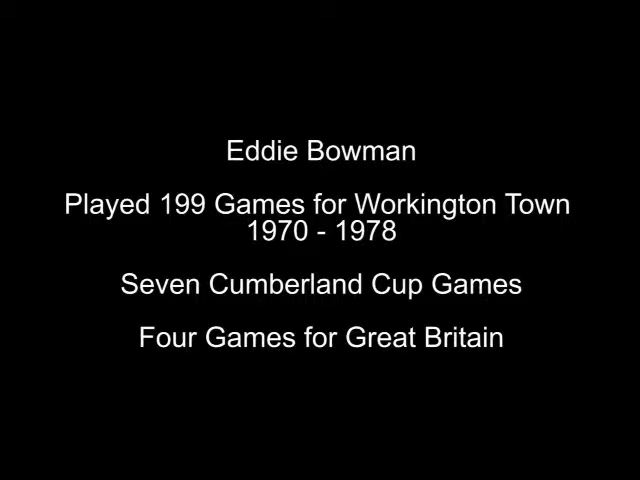 Eddie Bowman
Played 199 Games for Workington Town
1970 - 1978
Seven Cumberland Cup Games
Four Games for Great Britain